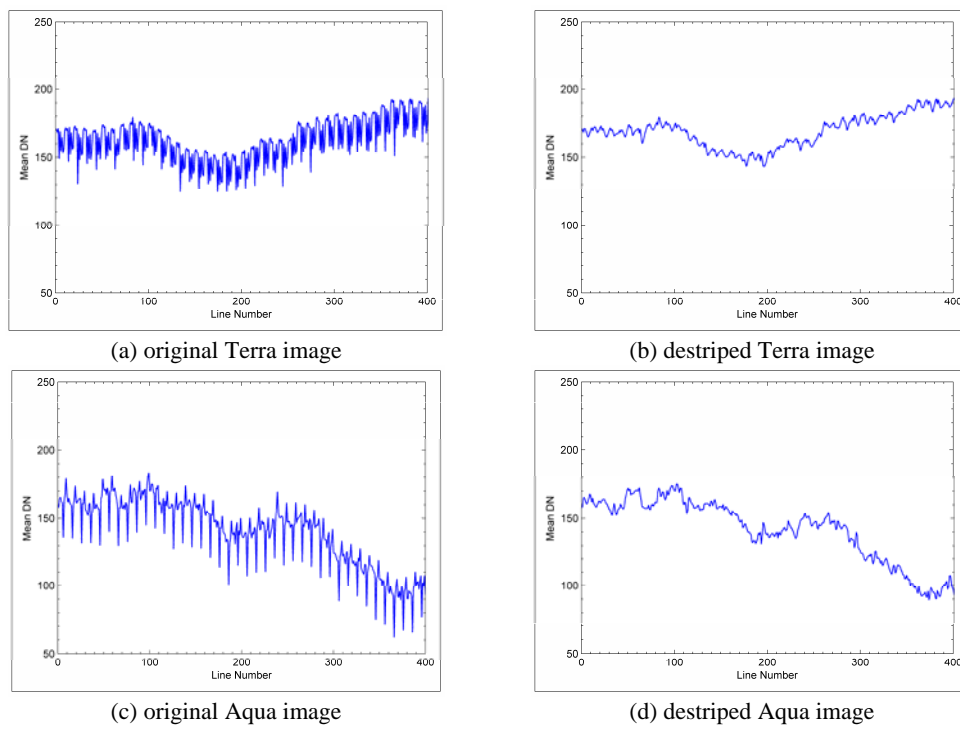 250
200
150
100
50
0 100 200 300 400
Mean DN
Line Number
(a) original Terra image
250
200
150
100
50
0 100 200 300 400
Mean DN
Line Number
(b) destriped Terra image
250
200
150
100
50
0 100 200 300 400
Mean DN
Line Number
(c) original Aqua image
250
200
150
100
50
0 100 200 300 400
Mean DN
Line Number
(d) destriped Aqua image